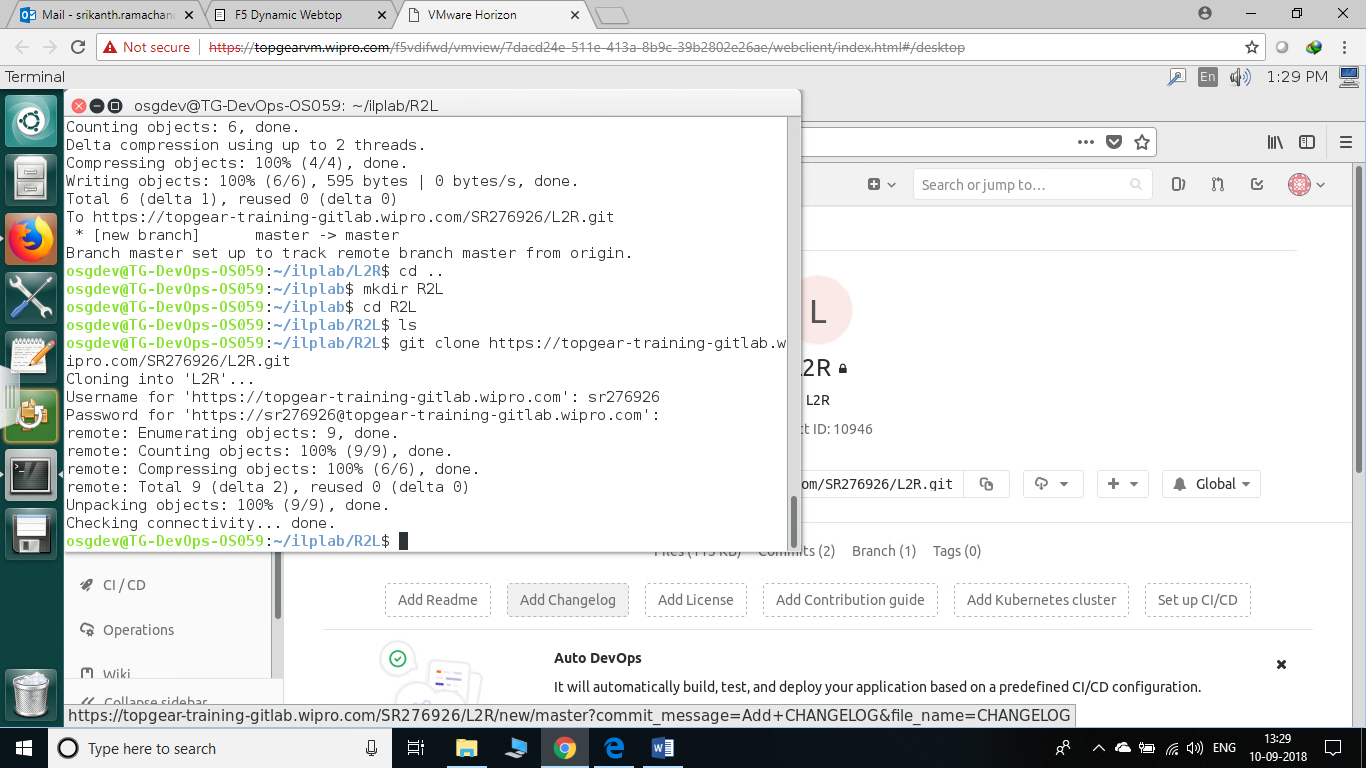 Mail - srikanth.ramachand
F5 Dynamic Webtop
VMware Horizon
Not secure
https://topgearvm.wipro.com/f5vdifwd/vmview/7dacd24e-511e-413a-8b9c-39b2802e26ae/webclient/index.html#/desktop
Terminal
En
1:29 PM
osgdev@TG-DevOps-OS059: ~/ilplab/R2L
Counting objects: 6, done.
Delta compression using up to 2 threads.
Compressing objects: 100% (4/4), done.
Writing objects: 100% (6/6), 595 bytes | 0 bytes/s, done.
Total 6 (delta 1), reused 0 (delta 0)
To https://topgear-training-gitlab.wipro.com/SR276926/L2R.git
 * [new branch]      master -> master
Branch master set up to track remote branch master from origin.
osgdev@TG-DevOps-OS059:~/ilplab/L2R$ cd ..
osgdev@TG-DevOps-OS059:~/ilplab$ mkdir R2L
osgdev@TG-DevOps-OS059:~/ilplab$ cd R2L
osgdev@TG-DevOps-OS059:~/ilplab/R2L$ ls
osgdev@TG-DevOps-OS059:~/ilplab/R2L$ git clone https://topgear-training-gitlab.w
ipro.com/SR276926/L2R.git
Cloning into 'L2R'...
Username for 'https://topgear-training-gitlab.wipro.com': sr276926
Password for 'https://sr276926@topgear-training-gitlab.wipro.com':
remote: Enumerating objects: 9, done.
remote: Counting objects: 100% (9/9), done.
remote: Compressing objects: 100% (6/6), done.
remote: Total 9 (delta 2), reused 0 (delta 0)
Unpacking objects: 100% (9/9), done.
Checking connectivity... done.
osgdev@TG-DevOps-OS059:~/ilplab/R2L$
Search or jump to...
L
L2R
L2R
ct ID: 10946
om/SR276926/L2R.git
Global
Files (115 KB)
Commits (2)
Branch (1)
Tags (0)
CI / CD
Operations
Wiki
Collapse sidebar
Add Readme
Add Changelog
Add License
Add Contribution guide
Add Kubernetes cluster
Set up CI/CD
Auto DevOps
It will automatically build, test, and deploy your application based on a predefined CI/CD configuration.
https://topgear-training-gitlab.wipro.com/SR276926/L2R/new/master?commit_message=Add+CHANGELOG&file_name=CHANGELOG
Type here to search
ENG
13:29
10-09-2018